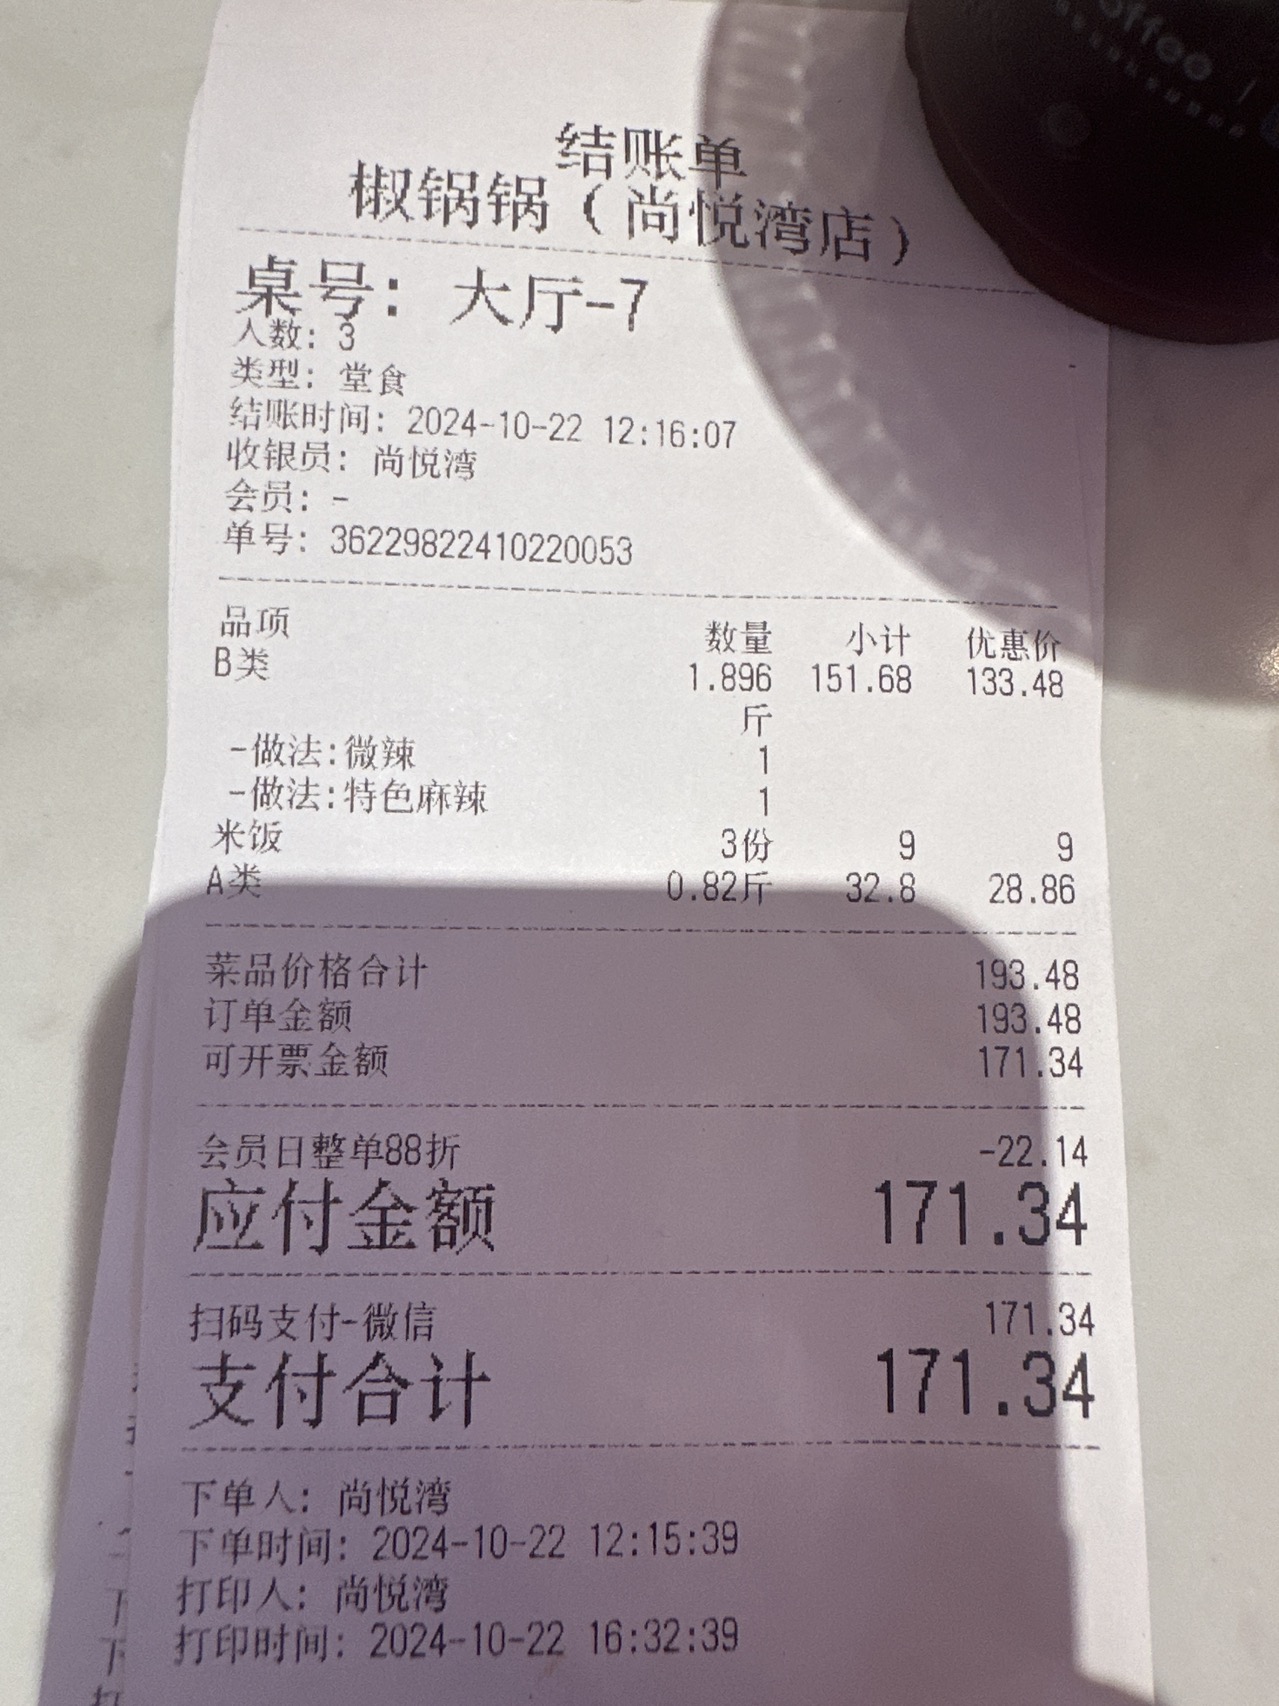 结账单
椒锅锅（尚悦湾店）
桌号：大厅-7
人数：3
类型：堂食
结账时间：2024-10-22 12:16:07
收银员：尚悦湾
会员：-
单号：36229822410220053
品项 数量 小计 优惠价
B类 1.896 151.68 133.48
斤
-做法:微辣 1
-做法:特色麻辣 1
米饭 3份 9 9
A类 0.82斤 32.8 28.86
菜品价格合计 193.48
订单金额 193.48
可开票金额 171.34
会员日整单88折 -22.14
应付金额 171.34
扫码支付-微信 171.34
支付合计 171.34
下单人：尚悦湾
下单时间：2024-10-22 12:15:39
打印人：尚悦湾
打印时间：2024-10-22 16:32:39